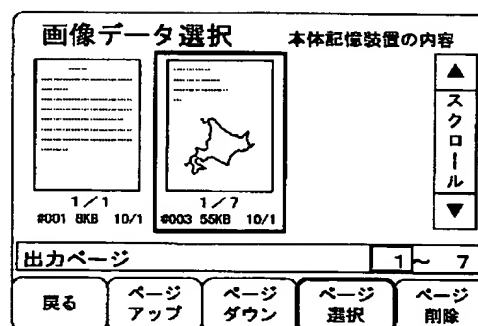 画像データ選択 本体記憶装置の内容
1/1 1/7
#001 8KB 10/1 #003 55KB 10/1
▲
スクロール
▼
出力ページ 1~ 7
戻る ページアップ ページダウン ページ選択 ページ削除